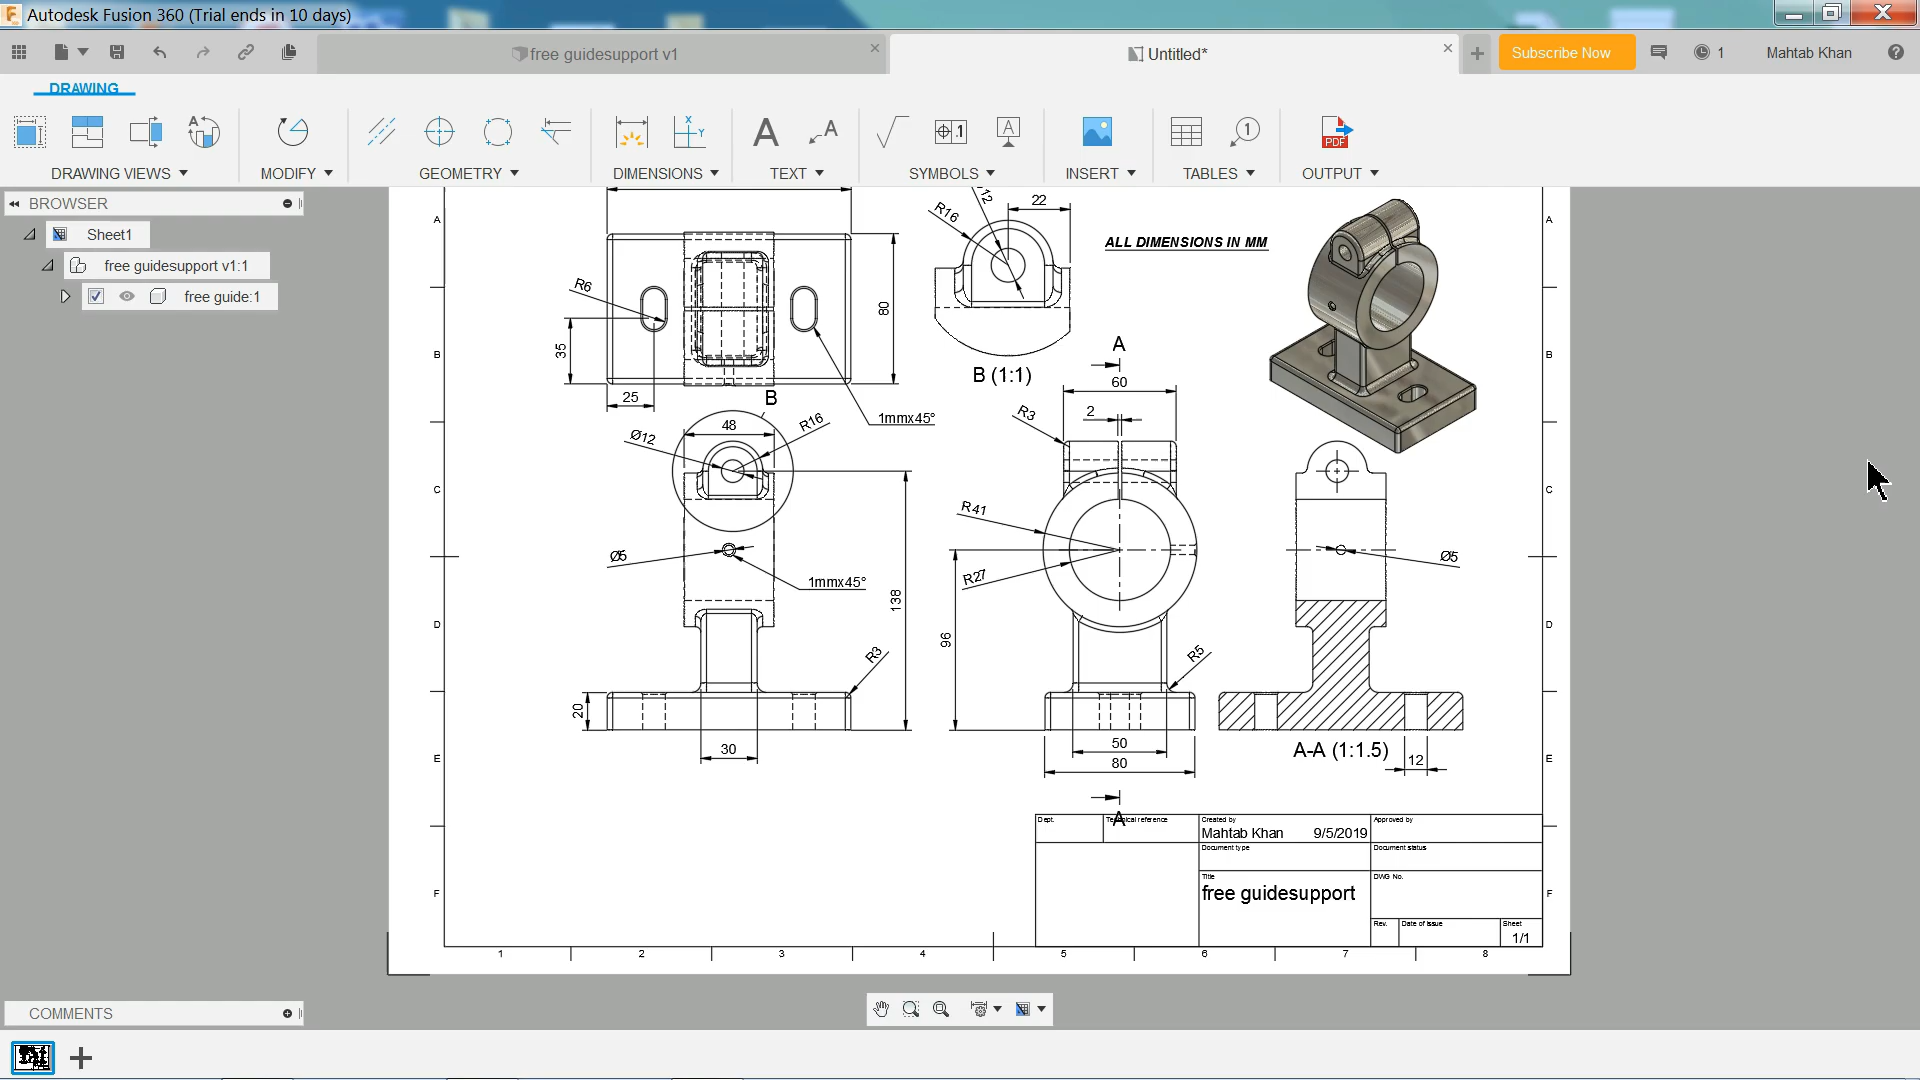 Autodesk Fusion 360 (Trial ends in 10 days)
free guidesupport v1
Untitled*
Subscribe Now
1
Mahtab Khan
DRAWING
DRAWING VIEWS
MODIFY
GEOMETRY
DIMENSIONS
TEXT
SYMBOLS
INSERT
TABLES
OUTPUT
BROWSER
Sheet1
free guidesupport v1:1
free guide:1
A
A
R6
35
25
80
1mmx45°
R16
12
22
B (1:1)
ALL DIMENSIONS IN MM
B
B
A
60
2
R3
B
48
Ø12
R16
C
C
Ø5
1mmx45°
138
R41
R27
96
Ø5
D
D
R3
R5
20
30
50
80
A-A (1:1.5)
12
E
E
A
Dept.
Technical reference
Created by
Mahtab Khan 9/5/2019
Approved by
Document type
Document status
Title
free guidesupport
DWG No.
Rev.
Date of issue
Sheet
1/1
F
F
1 2 3 4 5 6 7 8
COMMENTS